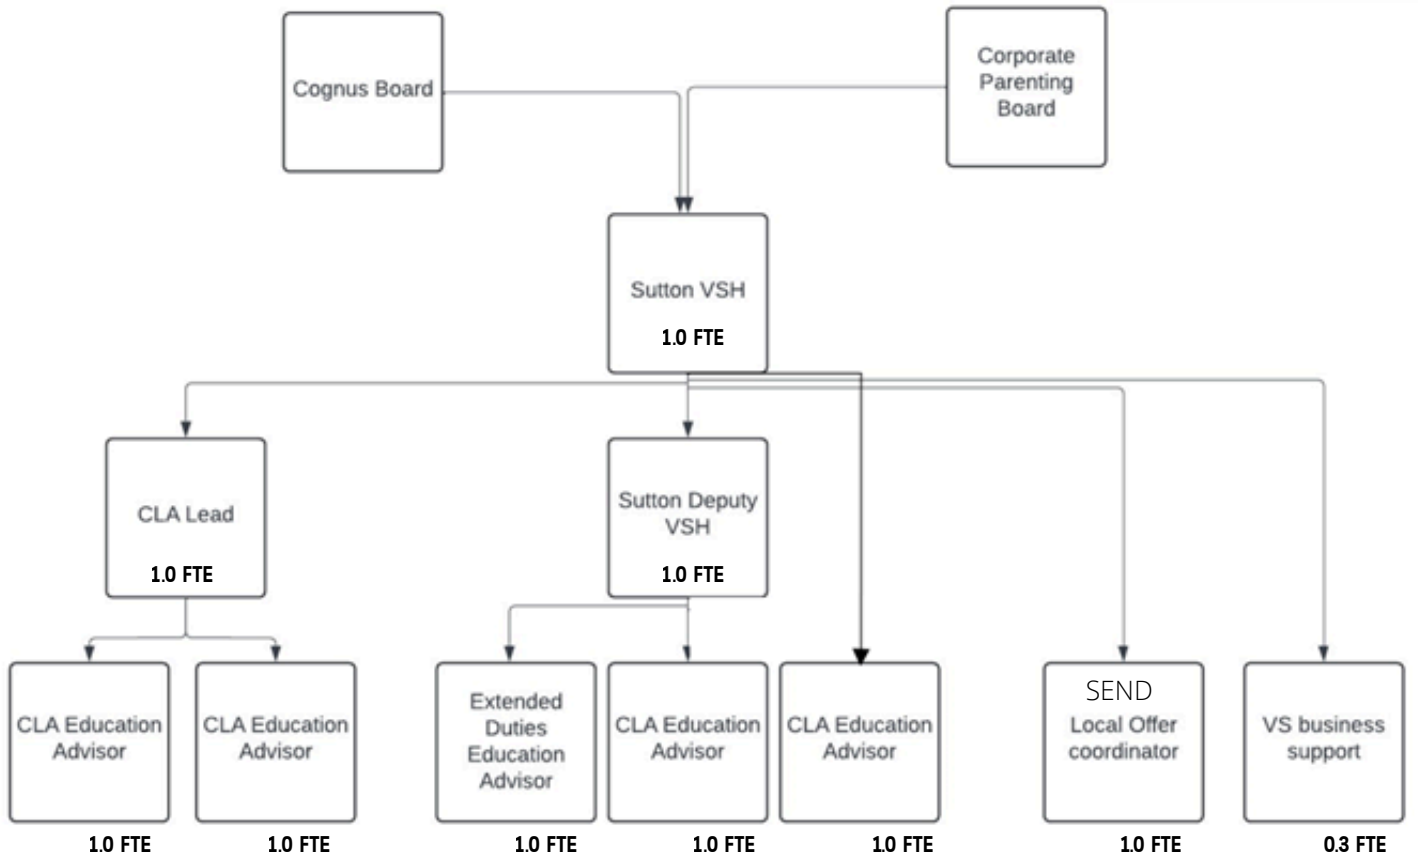 Cognus Board
Corporate
Parenting
Board
Sutton VSH
1.0 FTE
CLA Lead
1.0 FTE
Sutton Deputy
VSH
1.0 FTE
CLA Education
Advisor
1.0 FTE
CLA Education
Advisor
1.0 FTE
Extended
Duties
Education
Advisor
1.0 FTE
CLA Education
Advisor
1.0 FTE
CLA Education
Advisor
1.0 FTE
SEND
Local Offer
coordinator
1.0 FTE
VS business
support
0.3 FTE